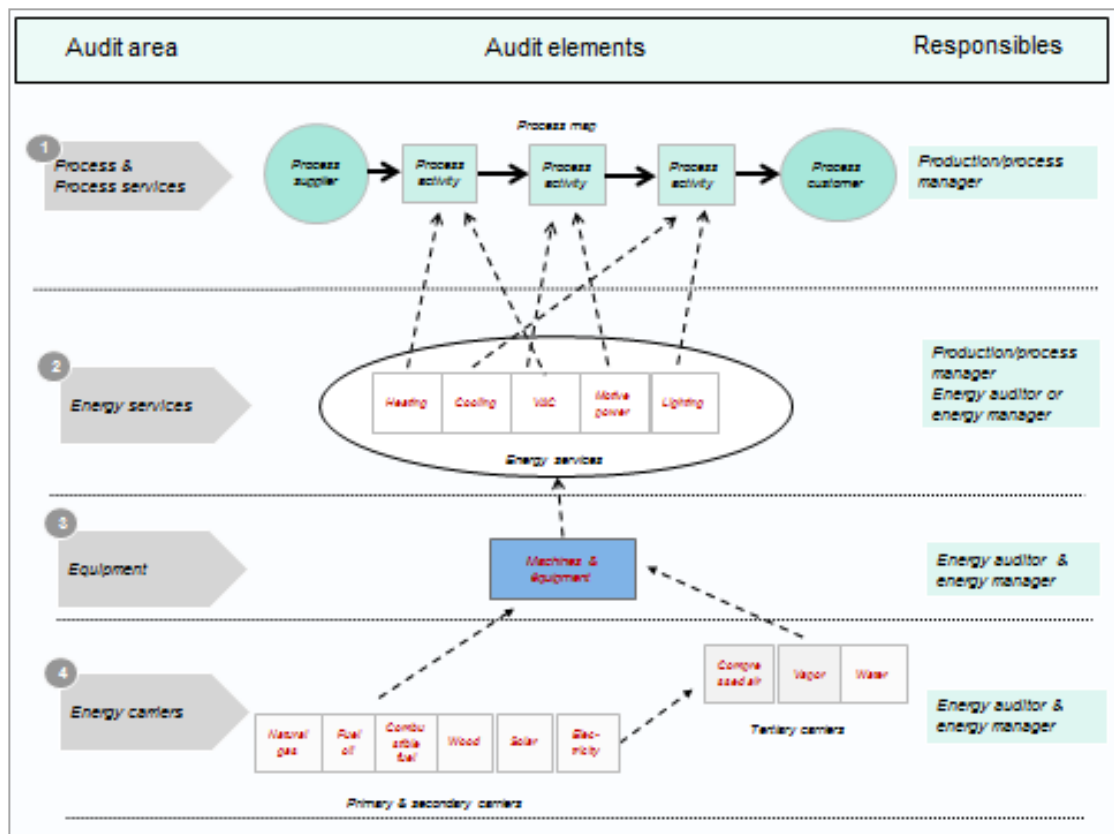 Audit area
Audit elements
Responsibles
Process map
1
Process &
Process services
Process
supplier
Process
activity
Process
activity
Process
activity
Process
customer
Production/process
manager
2
Energy services
Heating
Cooling
VAC
Motive
power
Lighting
Energy services
Production/process
manager
Energy auditor or
energy manager
3
Equipment
Machines &
equipment
Energy auditor &
energy manager
4
Energy carriers
Compre
ssed air
Vapor
Water
Tertiary carriers
Energy auditor &
energy manager
Natural
gas
Fuel
oil
Combu
stible
fuel
Wood
Solar
Elec-
tricity
Primary & secondary carriers